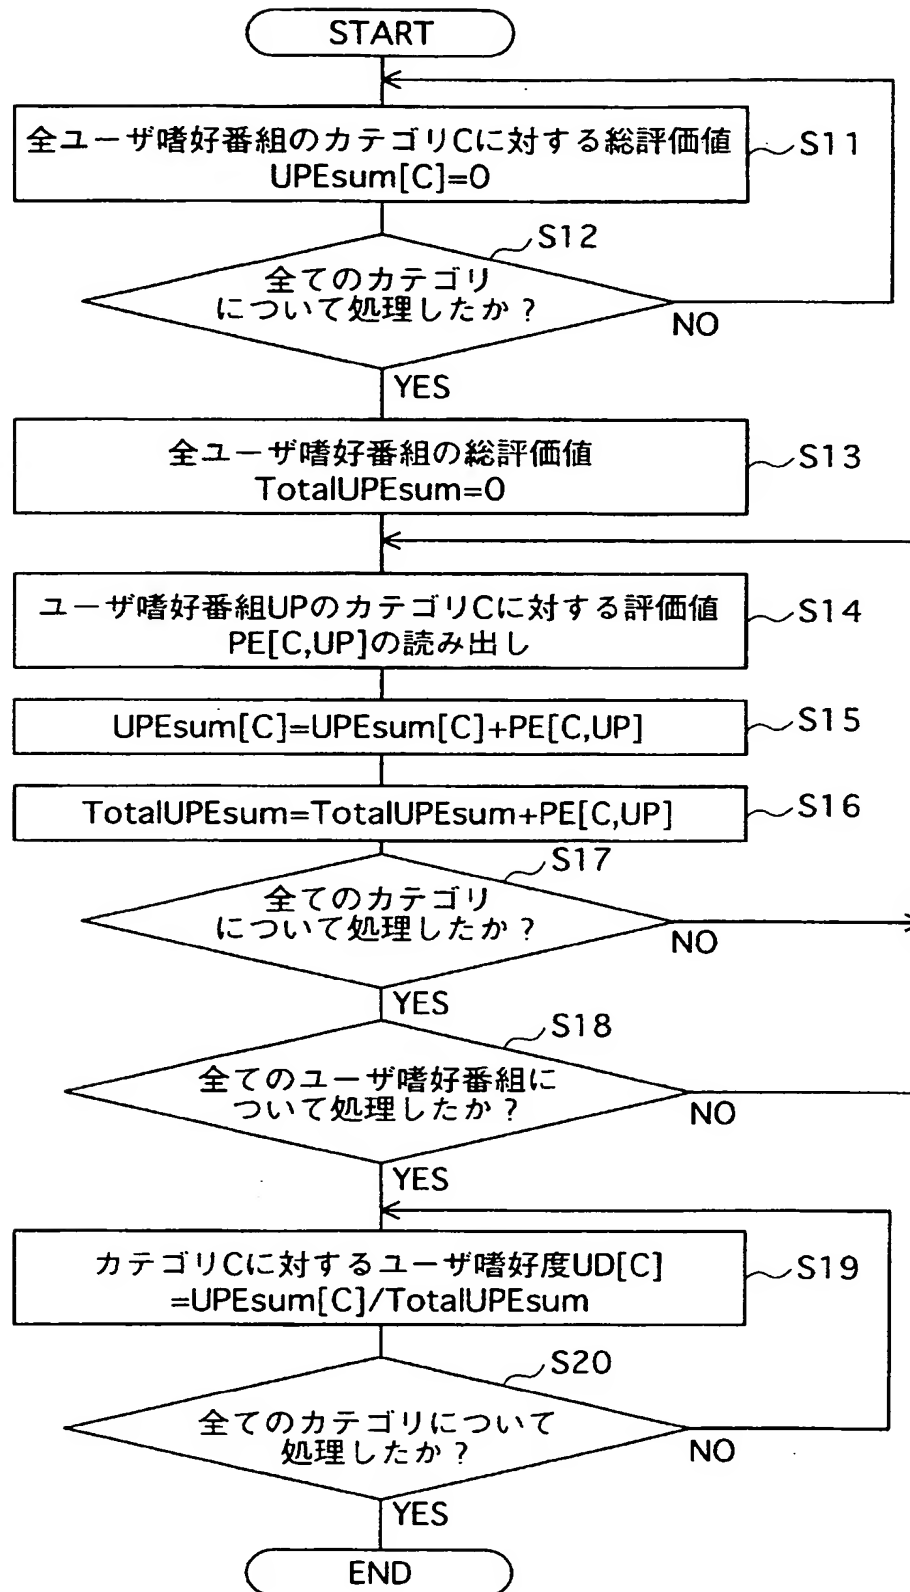 START
全ユーザ嗜好番組のカテゴリCに対する総評価値
UPEsum[C]=0
S11
S12
全てのカテゴリ
について処理したか？
NO
YES
全ユーザ嗜好番組の総評価値
TotalUPEsum=0
S13
ユーザ嗜好番組UPのカテゴリCに対する評価値
PE[C,UP]の読み出し
S14
UPEsum[C]=UPEsum[C]+PE[C,UP]
S15
TotalUPEsum=TotalUPEsum+PE[C,UP]
S16
S17
全てのカテゴリ
について処理したか？
NO
YES
S18
全てのユーザ嗜好番組に
ついて処理したか？
NO
YES
カテゴリCに対するユーザ嗜好度UD[C]
=UPEsum[C]/TotalUPEsum
S19
S20
全てのカテゴリについて
処理したか？
NO
YES
END